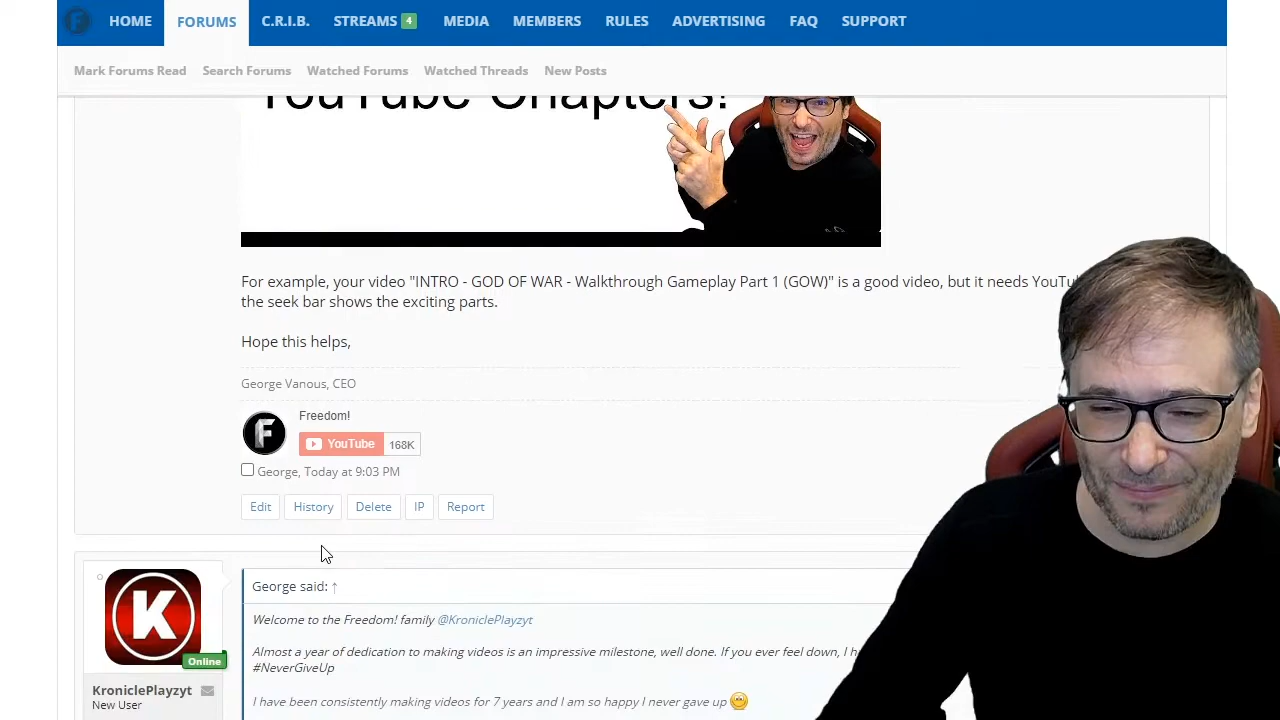 HOME FORUMS C.R.I.B. STREAMS 4 MEDIA MEMBERS RULES ADVERTISING FAQ SUPPORT
Mark Forums Read Search Forums Watched Forums Watched Threads New Posts
YouTube Chapters!
For example, your video "INTRO - GOD OF WAR - Walkthrough Gameplay Part 1 (GOW)" is a good video, but it needs
the seek bar shows the exciting parts.
Hope this helps,
George Vanous, CEO
F
Freedom!
YouTube 168K
George, Today at 9:03 PM
Edit History Delete IP Report
K
Online
KroniclePlayzyt
New User
George said: ↑
Welcome to the Freedom! family @KroniclePlayzyt
Almost a year of dedication to making videos is an impressive milestone, well done. If you ever feel down, I
#NeverGiveUp
I have been consistently making videos for 7 years and I am so happy I never gave up